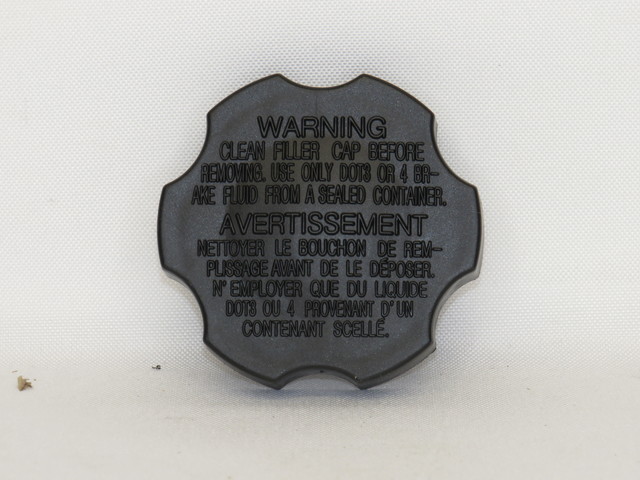 WARNING
CLEAN FILLER CAP BEFORE
REMOVING. USE ONLY DOT3 OR 4 BR-
AKE FLUID FROM A SEALED CONTAINER.
AVERTISSEMENT
NETTOYER LE BOUCHON DE REM-
PLISSAGE AVANT DE LE DÉPOSER.
N' EMPLOYER QUE DU LIQUIDE
DOT3 OU 4 PROVENANT D'UN
CONTENANT SCELLÉ.